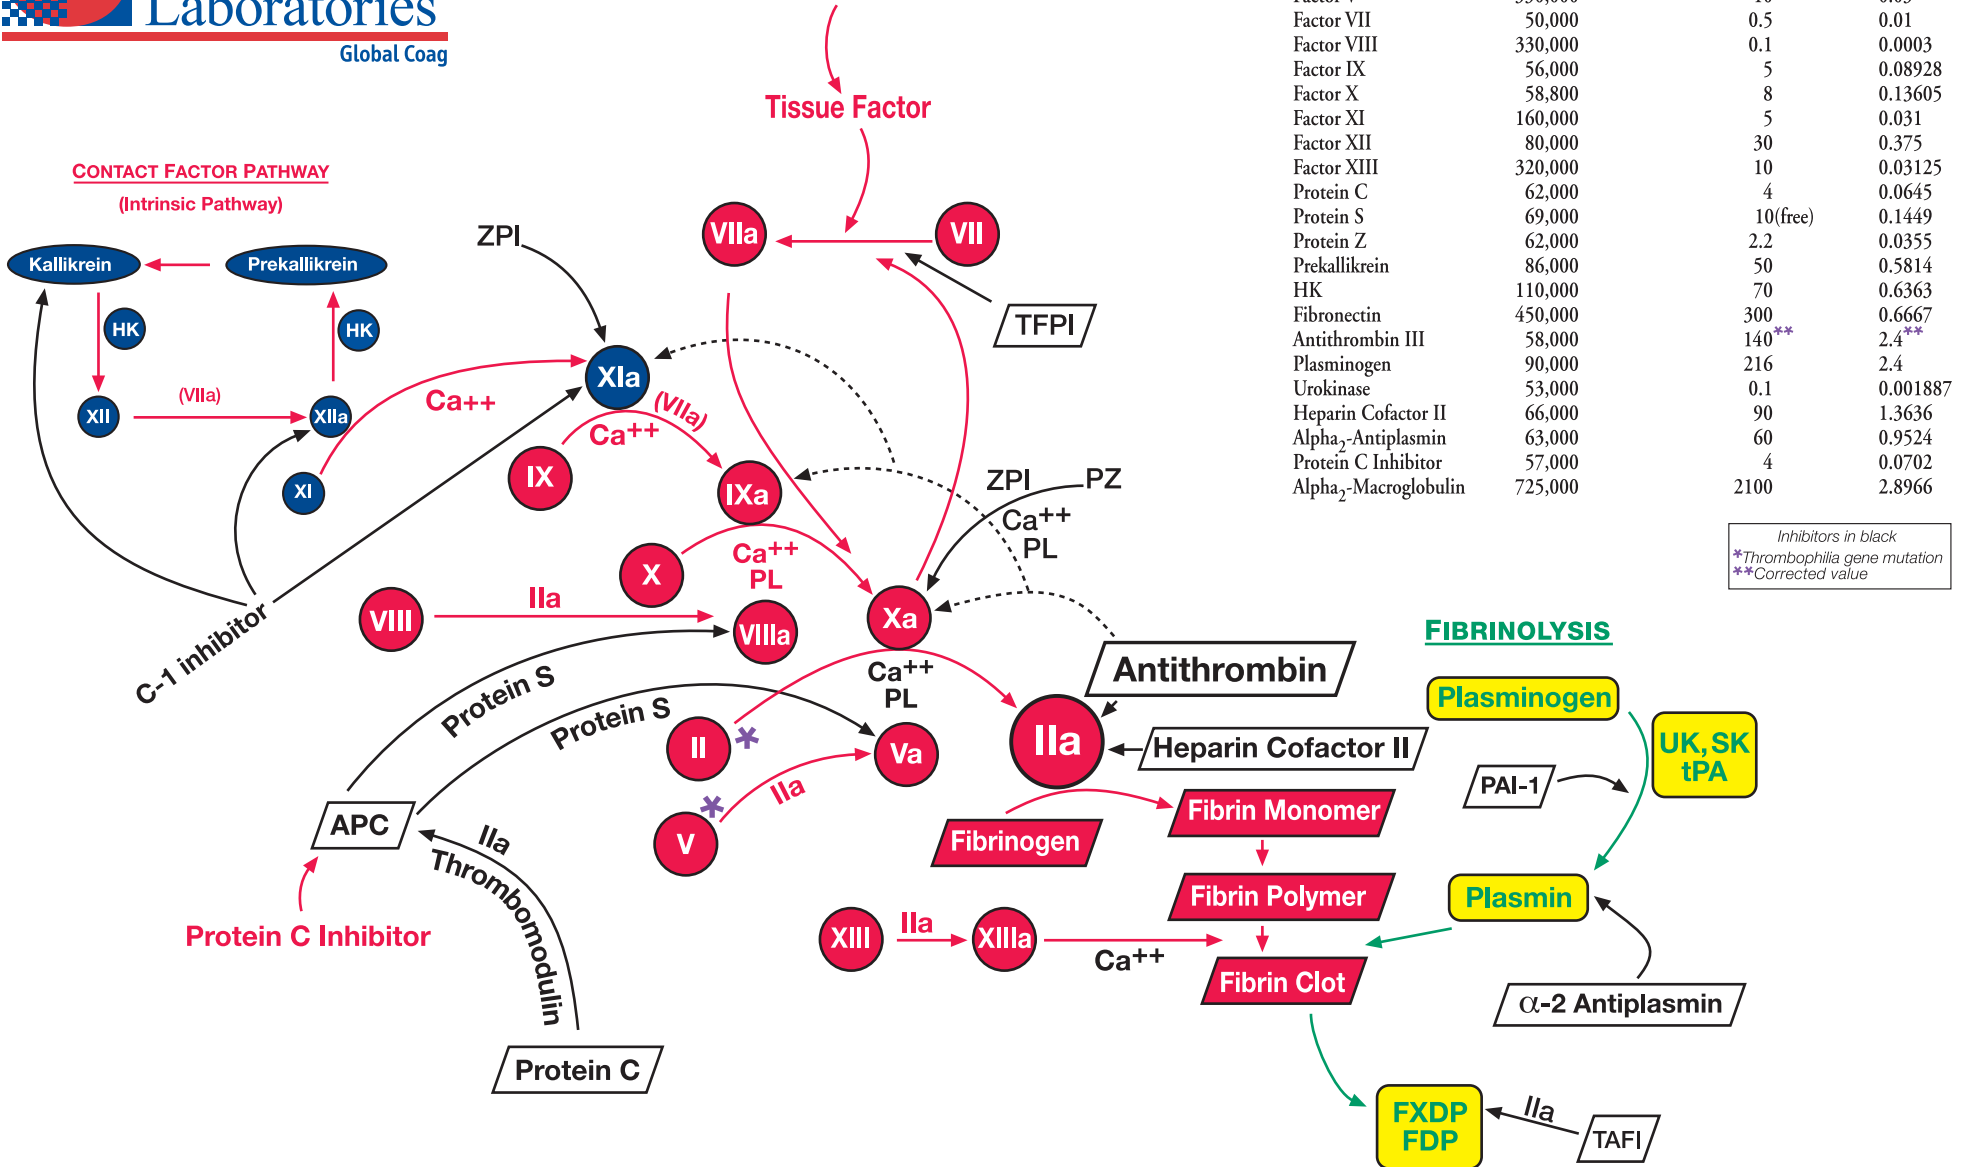 Laboratories
Global Coag
Factor VII 50,000 0.5 0.01
Factor VIII 330,000 0.1 0.0003
Factor IX 56,000 5 0.08928
Factor X 58,800 8 0.13605
Factor XI 160,000 5 0.031
Factor XII 80,000 30 0.375
Factor XIII 320,000 10 0.03125
Protein C 62,000 4 0.0645
Protein S 69,000 10(free) 0.1449
Protein Z 62,000 2.2 0.0355
Prekallikrein 86,000 50 0.5814
HK 110,000 70 0.6363
Fibronectin 450,000 300 0.6667
Antithrombin III 58,000 140** 2.4**
Plasminogen 90,000 216 2.4
Urokinase 53,000 0.1 0.001887
Heparin Cofactor II 66,000 90 1.3636
Alpha2-Antiplasmin 63,000 60 0.9524
Protein C Inhibitor 57,000 4 0.0702
Alpha2-Macroglobulin 725,000 2100 2.8966
Inhibitors in black
*Thrombophilia gene mutation
**Corrected value
Tissue Factor
CONTACT FACTOR PATHWAY
(Intrinsic Pathway)
Kallikrein
Prekallikrein
HK
HK
XII
(VIIa)
XIIa
XI
Ca++
ZPI
XIa
VIIa
VII
TFPI
IX
Ca++
(VIIa)
IXa
X
Ca++
PL
ZPI
PZ
Ca++
PL
VIII
IIa
VIIIa
Xa
Ca++
PL
C-1 inhibitor
Protein S
Protein S
II
*
V
*
IIa
Va
IIa
Antithrombin
Heparin Cofactor II
APC
IIa
Thrombomodulin
Protein C Inhibitor
Protein C
Fibrinogen
Fibrin Monomer
Fibrin Polymer
XIII
IIa
XIIIa
Ca++
Fibrin Clot
FIBRINOLYSIS
Plasminogen
UK, SK
tPA
PAI-1
Plasmin
α-2 Antiplasmin
FXDP
FDP
IIa
TAFI